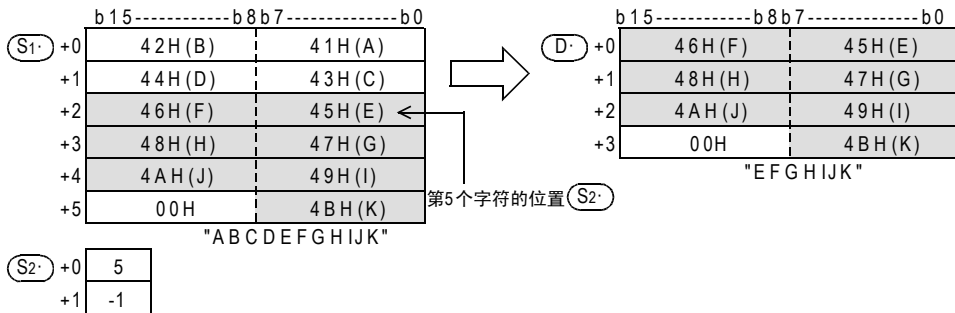 b15------------b8b7-------------b0 b15------------b8b7-------------b0
S1· +0 42H(B) 41H(A) D· +0 46H(F) 45H(E)
+1 44H(D) 43H(C) +1 48H(H) 47H(G)
+2 46H(F) 45H(E) +2 4AH(J) 49H(I)
+3 48H(H) 47H(G) +3 00H 4BH(K)
+4 4AH(J) 49H(I) "EFGHIJK"
第5个字符的位置 S2·
+5 00H 4BH(K)
"ABCDEFGHIJK"
S2· +0 5
+1 -1